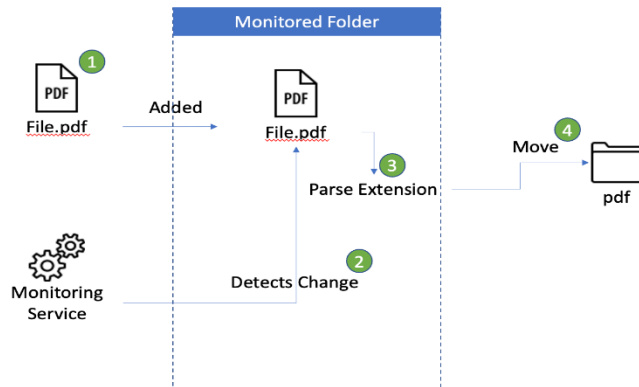 Monitored Folder
1
PDF
File.pdf
Added
PDF
File.pdf
3
Parse Extension
Move
4
pdf
Monitoring
Service
Detects Change
2